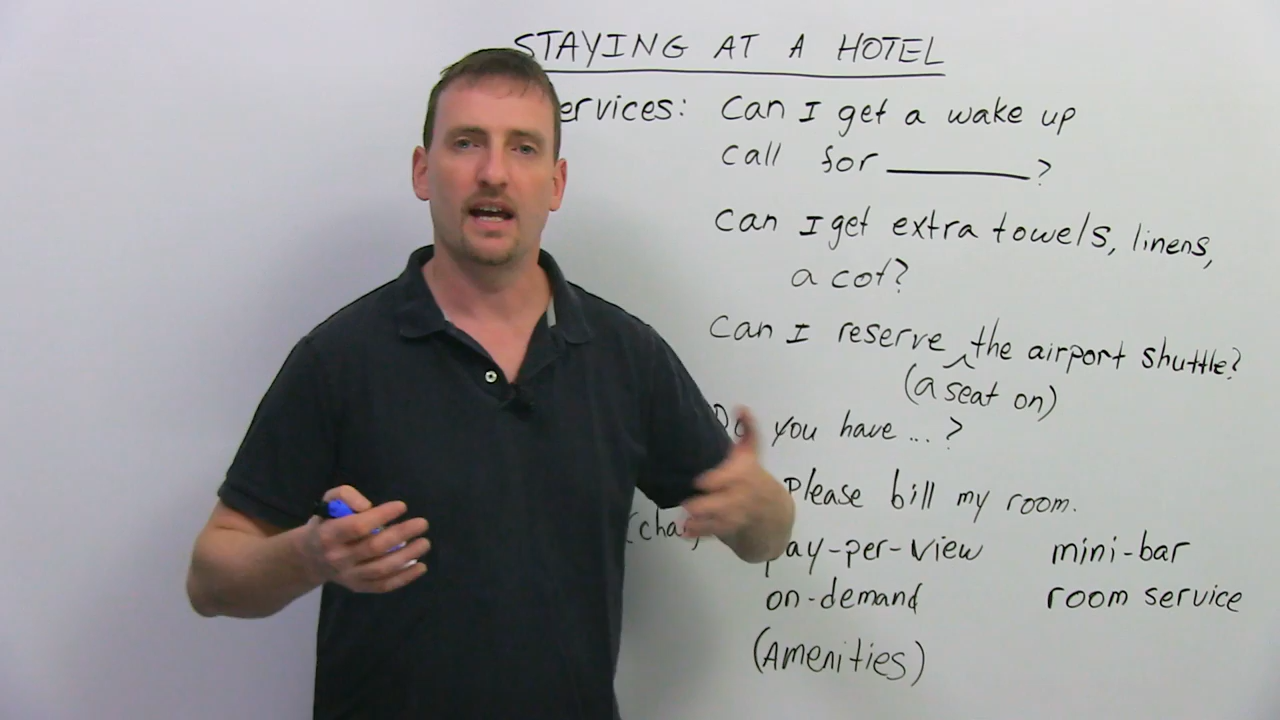 STAYING AT A HOTEL
ervices: Can I get a wake up
call for ________?
Can I get extra towels, linens,
a cot?
Can I reserve ^ the airport shuttle?
(a seat on)
Do you have ...?
Please bill my room.
(cha
pay-per-view mini-bar
on-demand room service
(Amenities)